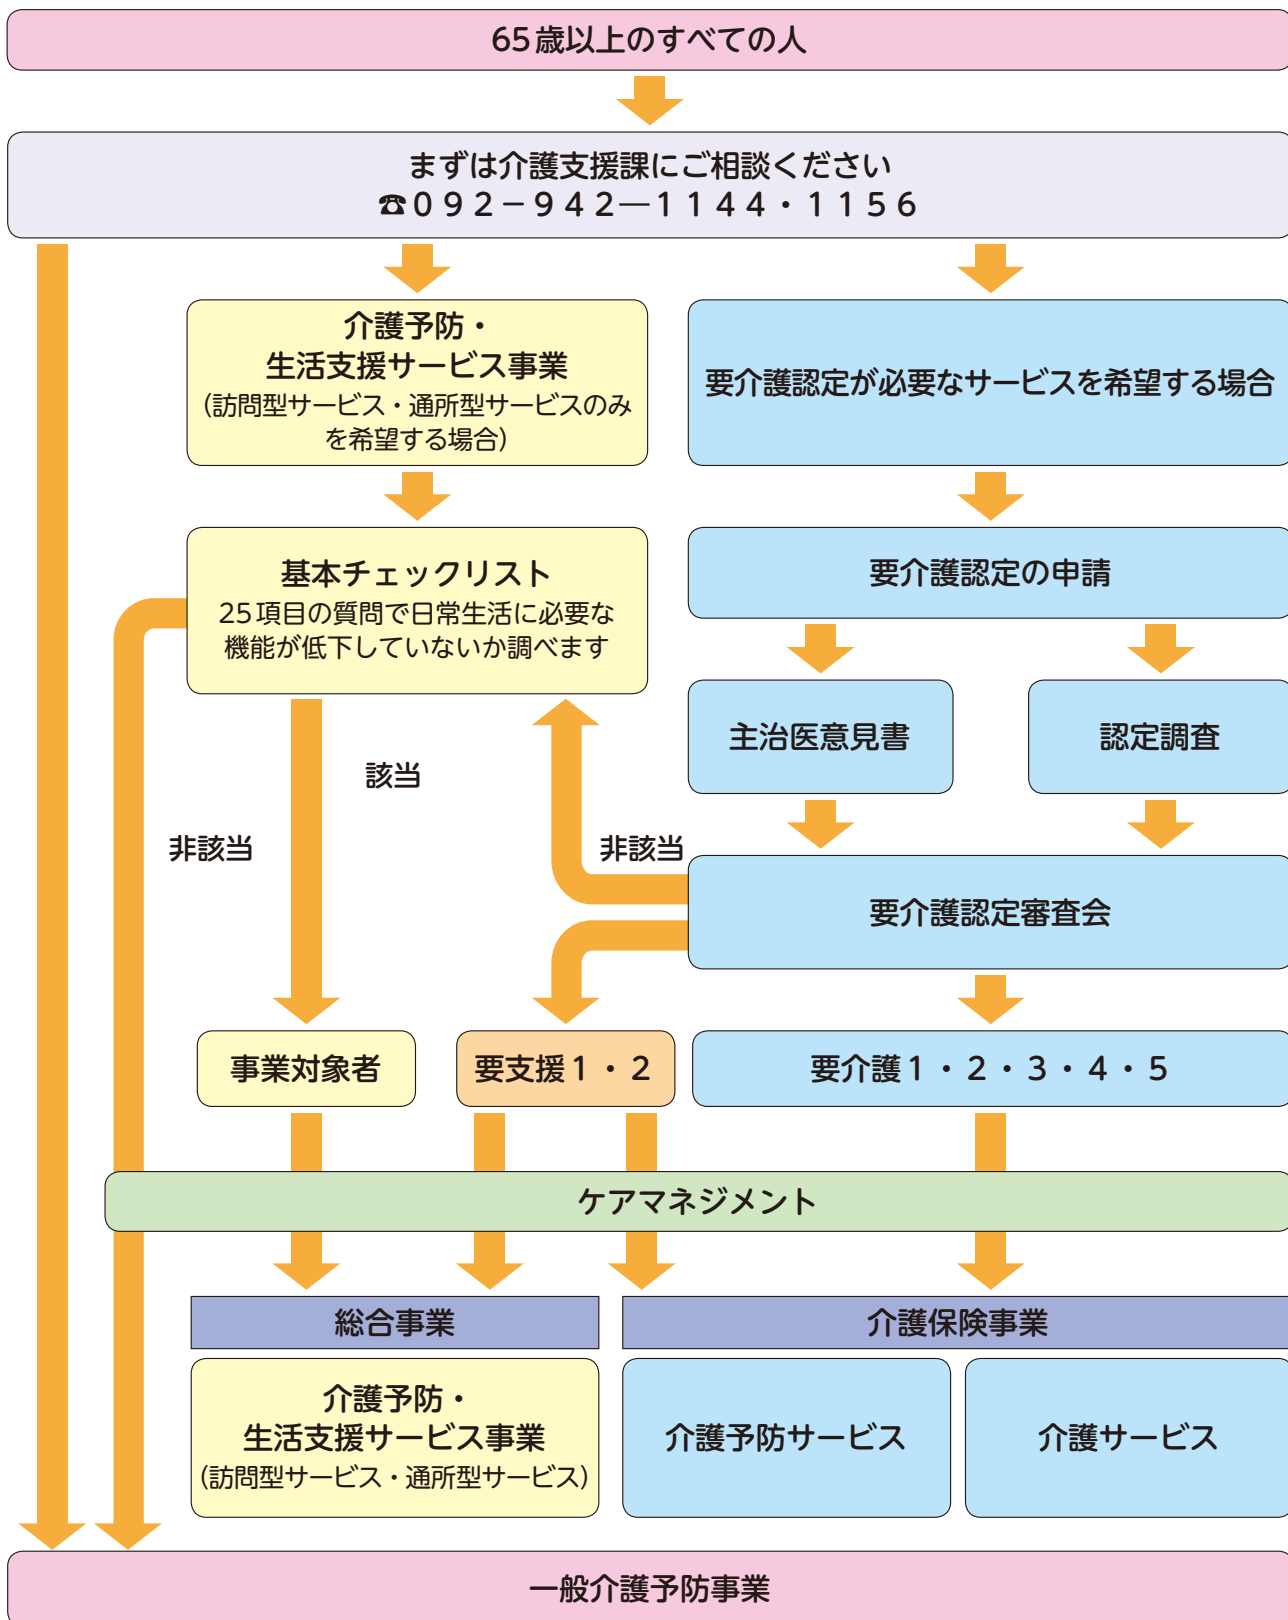 65歳以上のすべての人
まずは介護支援課にご相談ください
☎092－942―1144・1156
介護予防・
生活支援サービス事業
(訪問型サービス・通所型サービスのみ
を希望する場合)
要介護認定が必要なサービスを希望する場合
基本チェックリスト
25項目の質問で日常生活に必要な
機能が低下していないか調べます
要介護認定の申請
主治医意見書
認定調査
該当
非該当
非該当
要介護認定審査会
事業対象者
要支援1・2
要介護1・2・3・4・5
ケアマネジメント
総合事業
介護保険事業
介護予防・
生活支援サービス事業
(訪問型サービス・通所型サービス)
介護予防サービス
介護サービス
一般介護予防事業